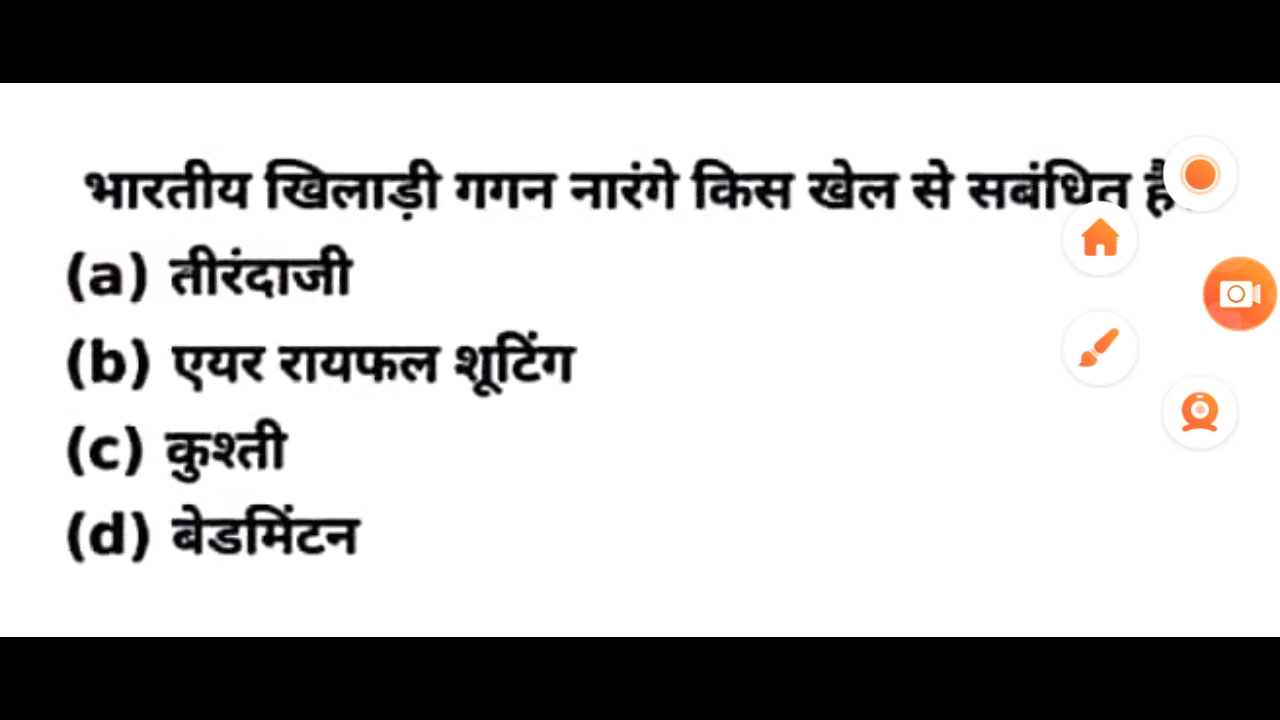 भारतीय खिलाड़ी गगन नारंगे किस खेल से सबंधित है
(a) तीरंदाजी
(b) एयर रायफल शूटिंग
(c) कुश्ती
(d) बेडमिंटन